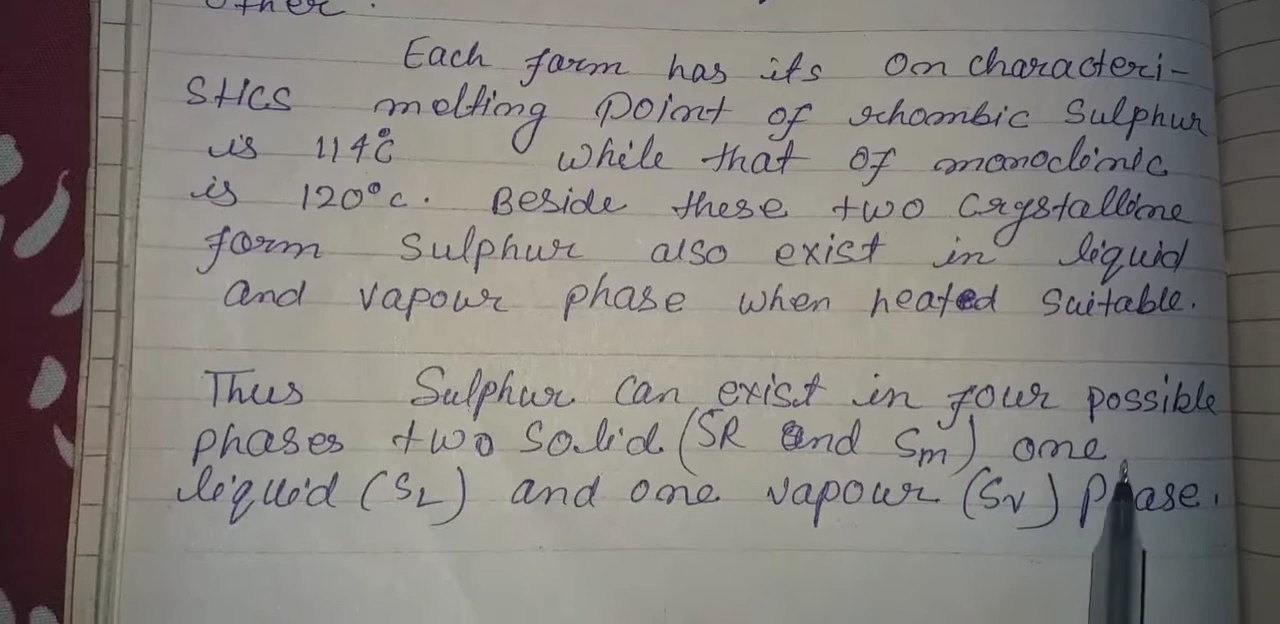 other.
Each form has its on characteri-
stics melting point of rhombic sulphur
is 114°C while that of monoclinic
is 120°c. Beside these two crystalline
form sulphur also exist in liquid
and vapour phase when heated suitable.
Thus Sulphur can exist in four possible
phases two solid (SR and Sm) one
liquid (SL) and one vapour (Sv) phase.